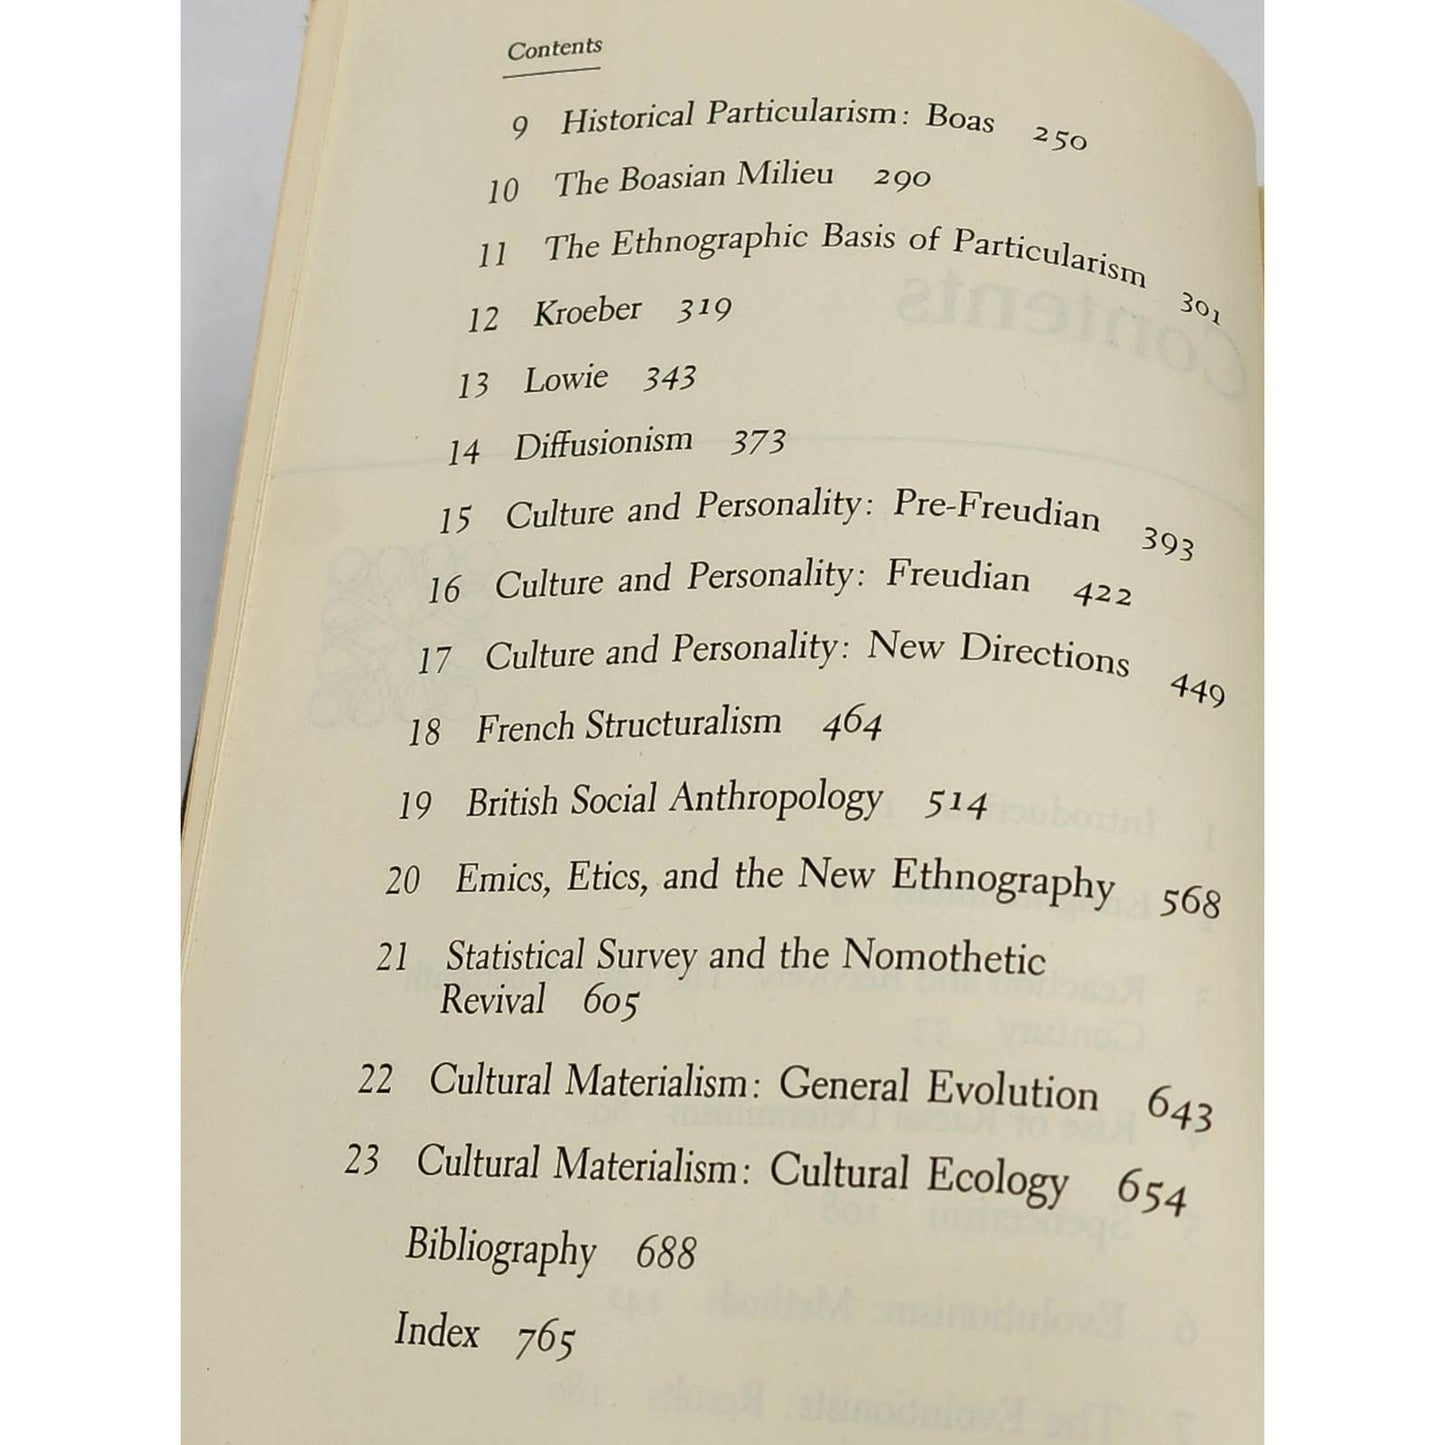 Contents
9 Historical Particularism: Boas 250
10 The Boasian Milieu 290
11 The Ethnographic Basis of Particularism 301
12 Kroeber 319
13 Lowie 343
14 Diffusionism 373
15 Culture and Personality: Pre-Freudian 393
16 Culture and Personality: Freudian 422
17 Culture and Personality: New Directions 449
18 French Structuralism 464
19 British Social Anthropology 514
20 Emics, Etics, and the New Ethnography 568
21 Statistical Survey and the Nomothetic
Revival 605
22 Cultural Materialism: General Evolution 643
23 Cultural Materialism: Cultural Ecology 654
Bibliography 688
Index 765